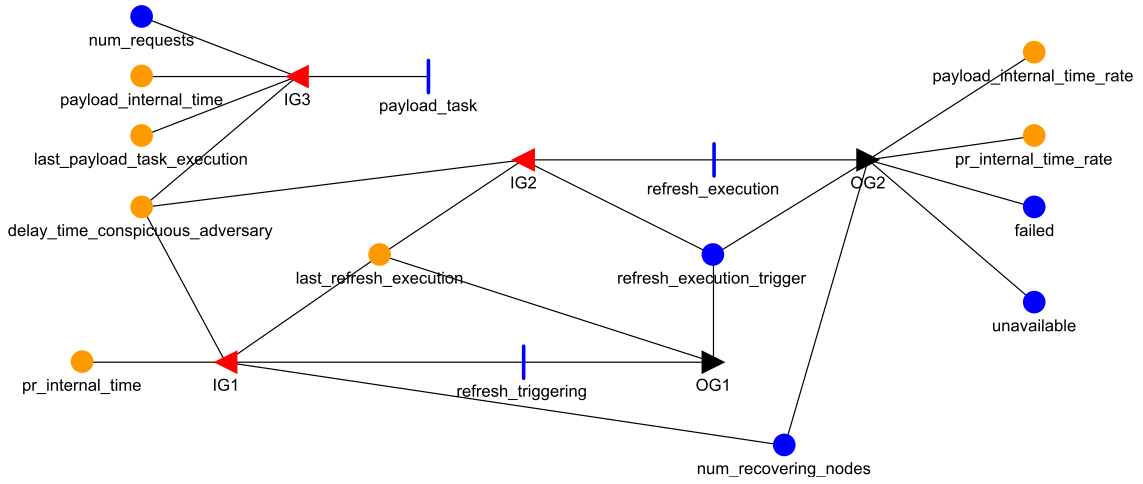 num_requests
payload_internal_time
IG3
payload_task
last_payload_task_execution
payload_internal_time_rate
pr_internal_time_rate
IG2
refresh_execution
OG2
delay_time_conspicuous_adversary
failed
last_refresh_execution
refresh_execution_trigger
unavailable
pr_internal_time
IG1
refresh_triggering
OG1
num_recovering_nodes